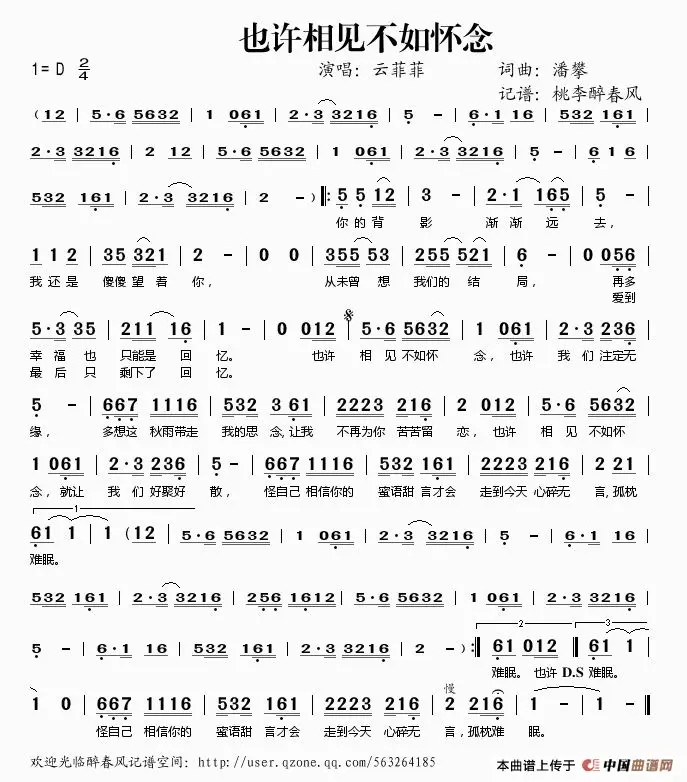 也许相见不如怀念
1=D 2/4 演唱：云菲菲 词曲：潘攀
记谱：桃李醉春风
(12 | 5·6 5632 | 1 061 | 2·3 3216 | 5 - | 6·1 16 | 532 161 |
2·3 3216 | 2 12 | 5·6 5632 | 1 061 | 2·3 3216 | 5 - | 6 1 6 |
532 161 | 2·3 3216 | 2 - ) ‖: 5 5 12 | 3 - | 2·1 165 | 5 - |
你的背 影 渐渐 远 去，
1 1 2 | 35 321 | 2 - | 0 0 | 355 53 | 255 521 | 6 - | 0 056 |
我还是 傻傻望着 你， 从未曾 想 我们的 结 局， 再多
爱到
5·3 35 | 211 16 | 1 - | 0 012 | 5·6 5632 | 1 061 | 2·3 236 |
幸福也 只能是 回 忆。 也许 相见 不如怀 念，也许 我们 注定无
最后只 剩下了 回 忆。
5 - | 667 1116 | 532 3 61 | 2223 216 | 2 012 | 5·6 5632 |
缘， 多想这 秋雨带走 我的思 念，让我 不再为你 苦苦留 恋，也许 相见 不如怀
1 061 | 2·3 236 | 5 - | 667 1116 | 532 161 | 2223 216 | 2 21 |
念，就让 我们 好聚好 散， 怪自己 相信你的 蜜语甜 言才会 走到今天 心碎无 言，孤枕
1
61 1 | 1 (12 | 5·6 5632 | 1 061 | 2·3 3216 | 5 - | 6·1 16 |
难眠。
532 161 | 2·3 3216 | 256 1612 | 5·6 5632 | 1 061 | 2·3 3216 |
2 3
5 - | 6·1 16 | 532 161 | 2·3 3216 | 2 - ) :‖ 61 012 ‖ 61 1 |
难眠。 也许 D.S 难眠。
慢
1 0 | 667 1116 | 532 161 | 2223 216 | 2 216 | 1 - | 1 - ‖
怪自己 相信你的 蜜语甜 言才会 走到今天 心碎无 言，孤枕难 眠。
欢迎光临醉春风记谱空间：http://user.qzone.qq.com/563264185
本曲谱上传于 中国曲谱网